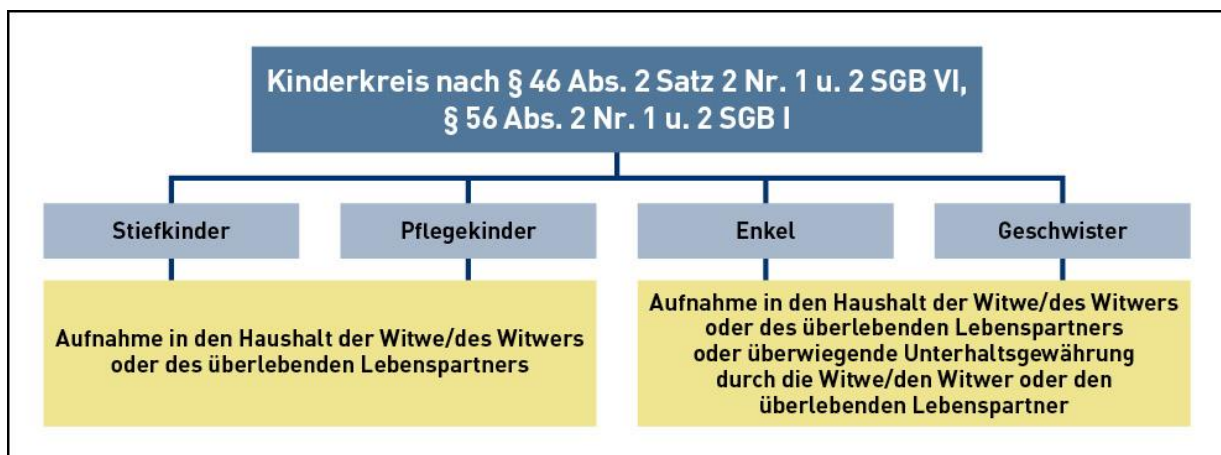 Kinderkreis nach § 46 Abs. 2 Satz 2 Nr. 1 u. 2 SGB VI,
§ 56 Abs. 2 Nr. 1 u. 2 SGB I
Stiefkinder
Pflegekinder
Enkel
Geschwister
Aufnahme in den Haushalt der Witwe/des Witwers
oder des überlebenden Lebenspartners
Aufnahme in den Haushalt der Witwe/des Witwers
oder des überlebenden Lebenspartners
oder überwiegende Unterhaltsgewährung
durch die Witwe/den Witwer oder den
überlebenden Lebenspartner